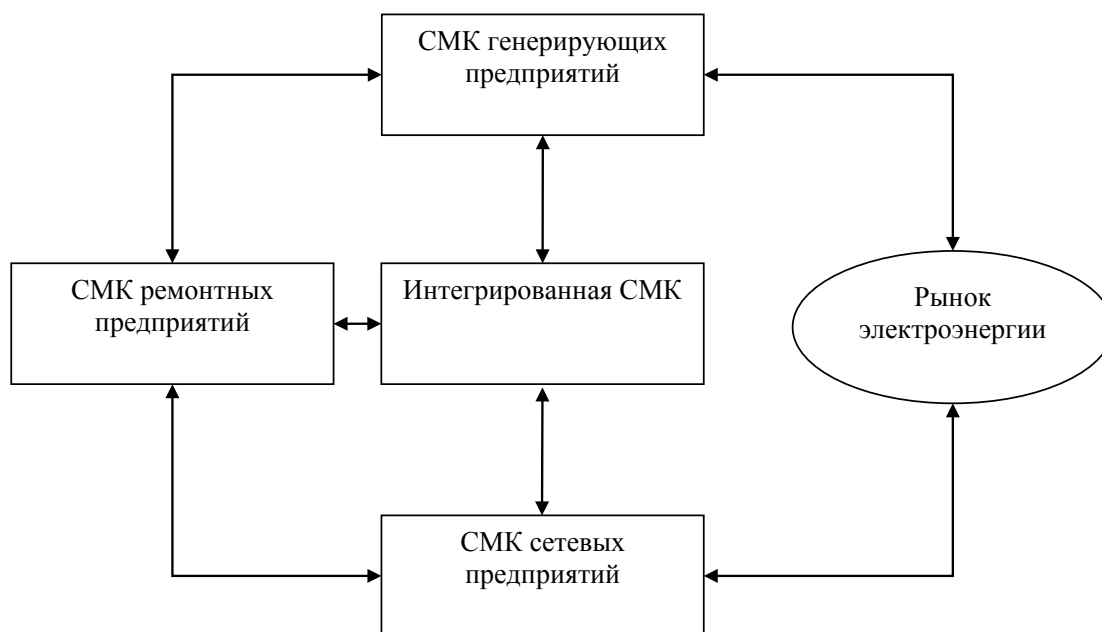 СМК генерирующих
предприятий
СМК ремонтных
предприятий
Интегрированная СМК
Рынок
электроэнергии
СМК сетевых
предприятий